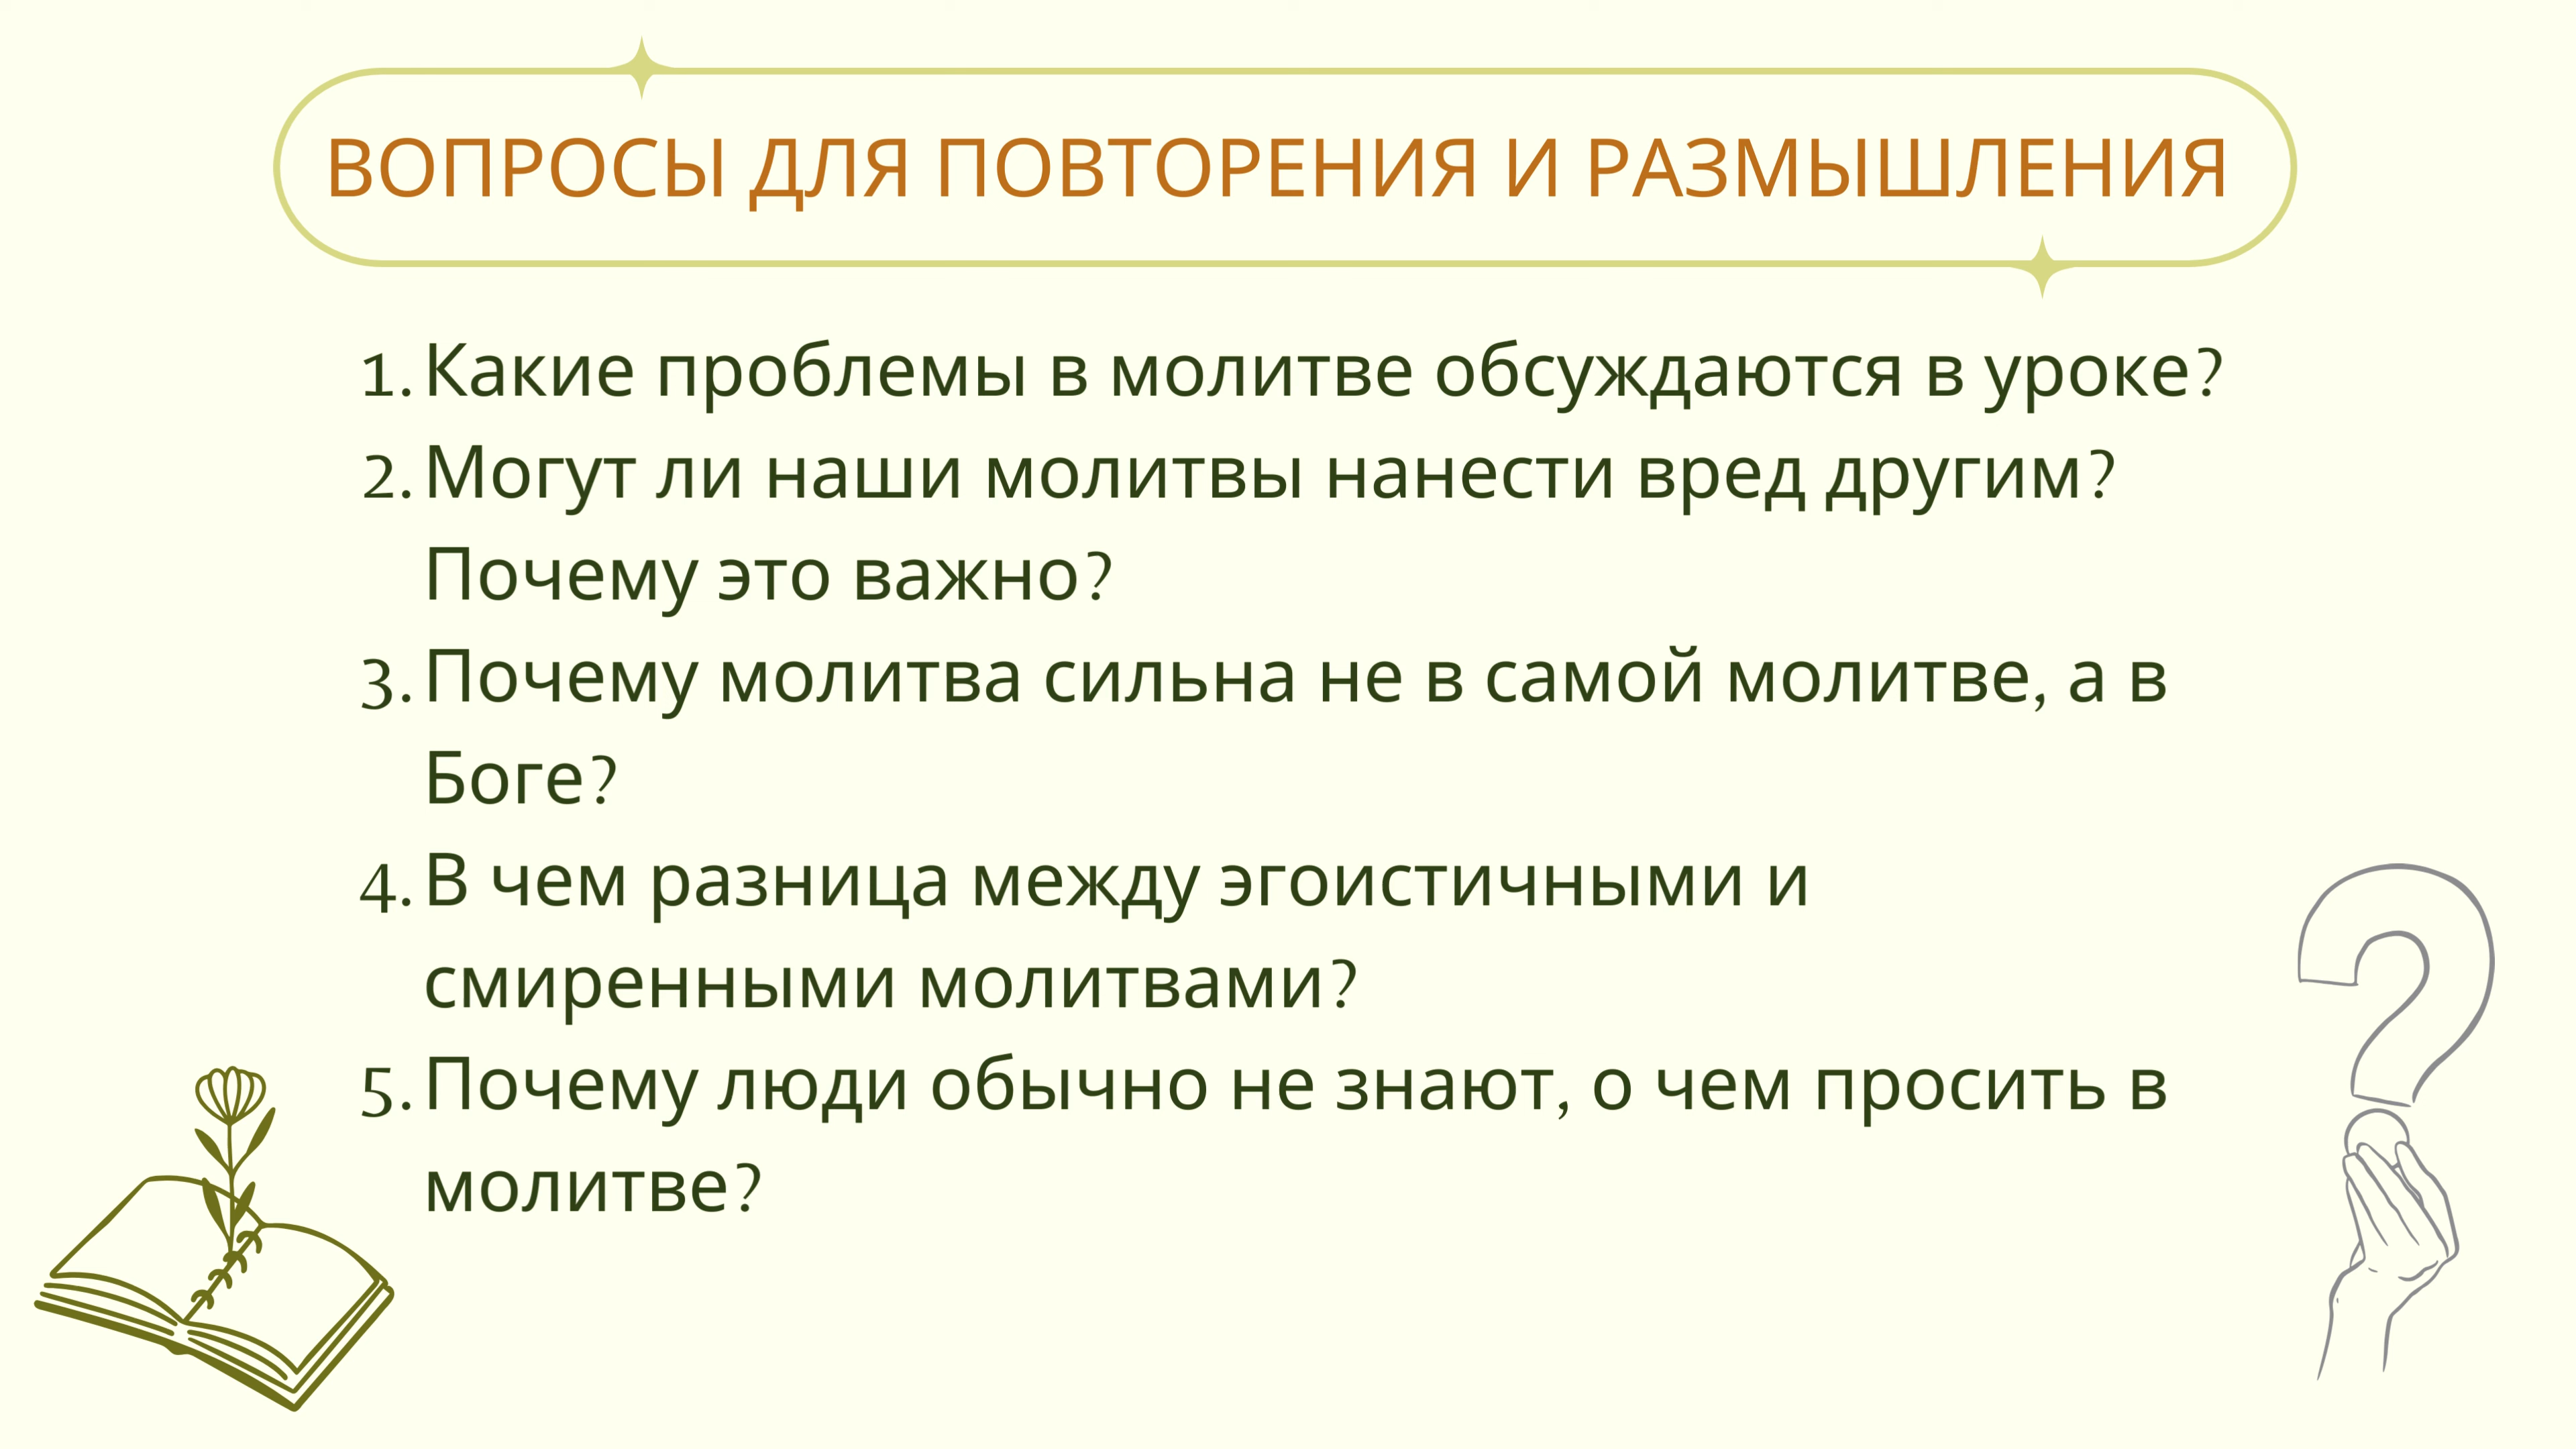 ВОПРОСЫ ДЛЯ ПОВТОРЕНИЯ И РАЗМЫШЛЕНИЯ
1. Какие проблемы в молитве обсуждаются в уроке?
2. Могут ли наши молитвы нанести вред другим?
Почему это важно?
3. Почему молитва сильна не в самой молитве, а в
Боге?
4. В чем разница между эгоистичными и
смиренными молитвами?
5. Почему люди обычно не знают, о чем просить в
молитве?